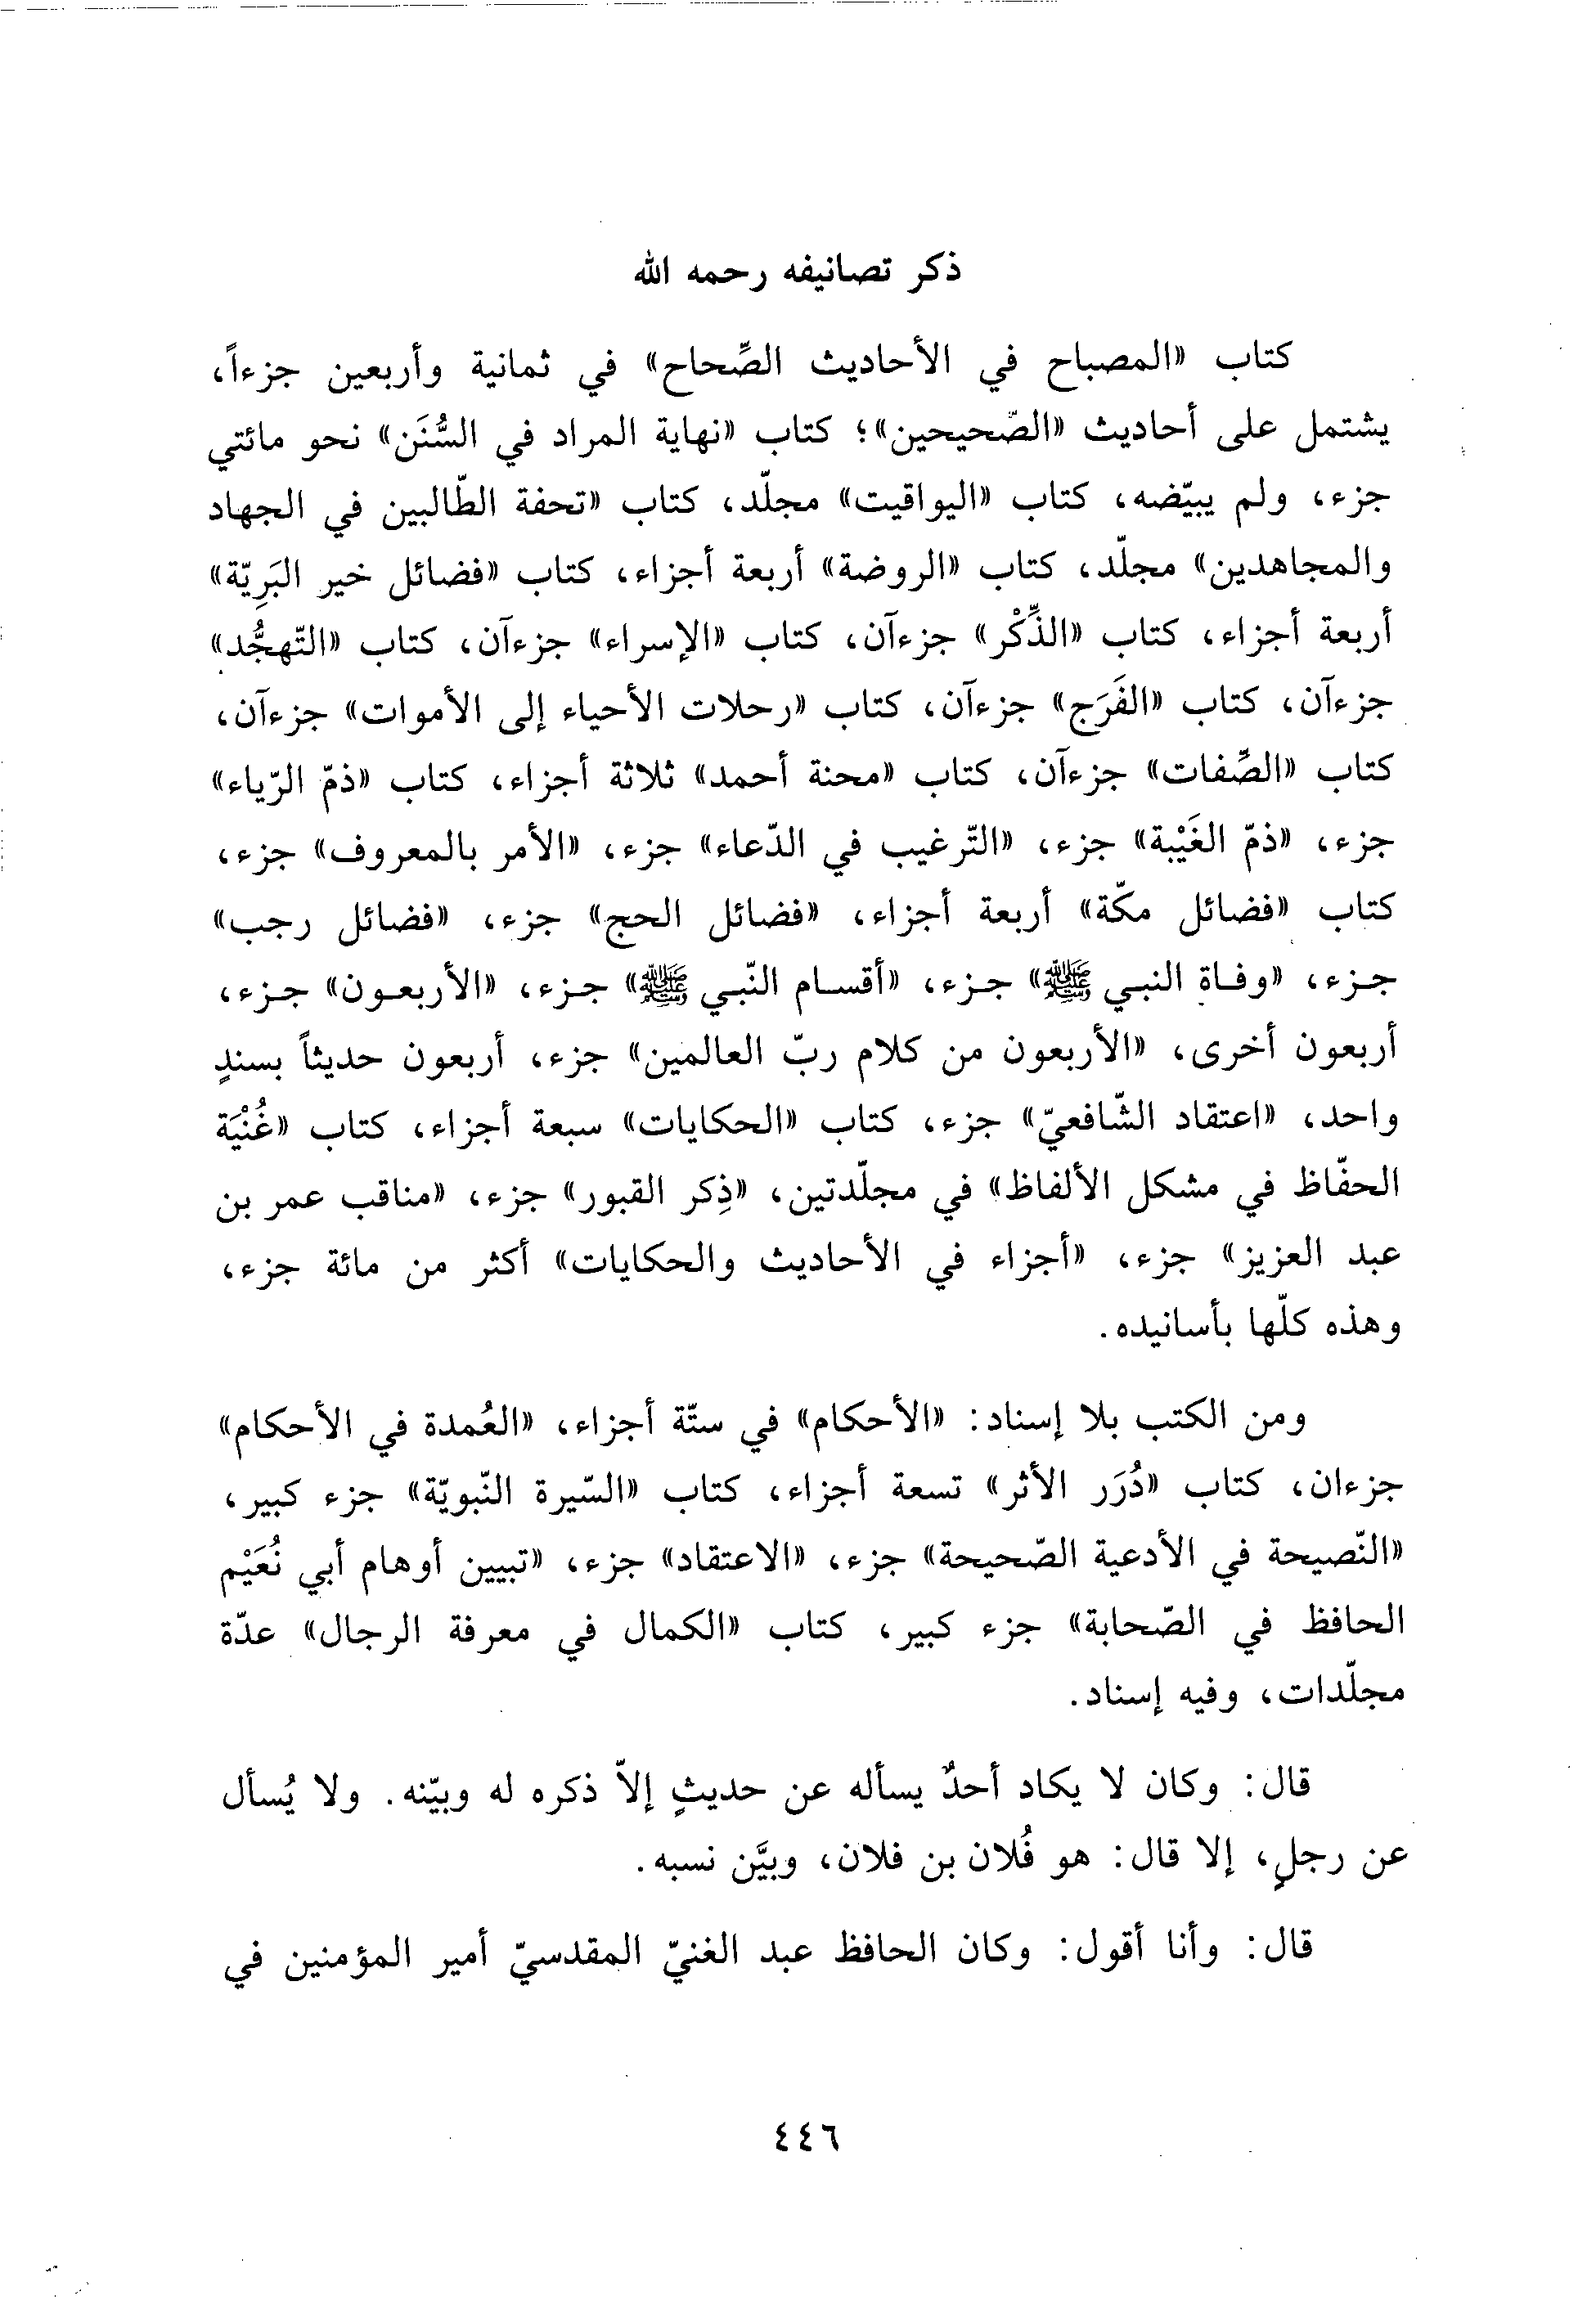 ذكر تصانيفه رحمه الله
كتاب «المصباح في الأحاديث الصِّحاح» في ثمانية وأربعين جزءاً،
يشتمل على أحاديث «الصّحيحين»؛ كتاب «نهاية المراد في السُّنَن» نحو مائتي
جزء، ولم يبيّضه، كتاب «اليواقيت» مجلّد، كتاب «تحفة الطّالبين في الجهاد
والمجاهدين» مجلّد، كتاب «الروضة» أربعة أجزاء، كتاب «فضائل خير البَرِيّة»
أربعة أجزاء، كتاب «الذِّكْر» جزءآن، كتاب «الإسراء» جزءآن، كتاب «التّهجُّد»
جزءآن، كتاب «الفَرَج» جزءآن، كتاب «رحلات الأحياء إلى الأموات» جزءآن،
كتاب «الصِّفات» جزءآن، كتاب «محنة أحمد» ثلاثة أجزاء، كتاب «ذمّ الرّياء»
جزء، «ذمّ الغَيْبة» جزء، «التّرغيب في الدّعاء» جزء، «الأمر بالمعروف» جزء،
كتاب «فضائل مكّة» أربعة أجزاء، «فضائل الحج» جزء، «فضائل رجب»
جزء، «وفاة النبي ﷺ» جزء، «أقسام النّبي ﷺ» جزء، «الأربعون» جزء،
أربعون أخرى، «الأربعون من كلام ربّ العالمين» جزء، أربعون حديثاً بسندٍ
واحد، «اعتقاد الشّافعيّ» جزء، كتاب «الحكايات» سبعة أجزاء، كتاب «غُنْيَة
الحفّاظ في مشكل الألفاظ» في مجلّدتين، «ذِكر القبور» جزء، «مناقب عمر بن
عبد العزيز» جزء، «أجزاء في الأحاديث والحكايات» أكثر من مائة جزء،
وهذه كلّها بأسانيده.
ومن الكتب بلا إسناد: «الأحكام» في ستّة أجزاء، «العُمدة في الأحكام»
جزءان، كتاب «دُرَر الأثر» تسعة أجزاء، كتاب «السّيرة النّبويّة» جزء كبير،
«النّصيحة في الأدعية الصّحيحة» جزء، «الاعتقاد» جزء، «تبيين أوهام أبي نُعَيْم
الحافظ في الصّحابة» جزء كبير، كتاب «الكمال في معرفة الرجال» عدّة
مجلّدات، وفيه إسناد.
قال: وكان لا يكاد أحدٌ يسأله عن حديثٍ إلاّ ذكره له وبيّنه. ولا يُسأل
عن رجلٍ، إلا قال: هو فُلان بن فلان، وبيَّن نسبه.
قال: وأنا أقول: وكان الحافظ عبد الغنيّ المقدسيّ أمير المؤمنين في
٤٤٦